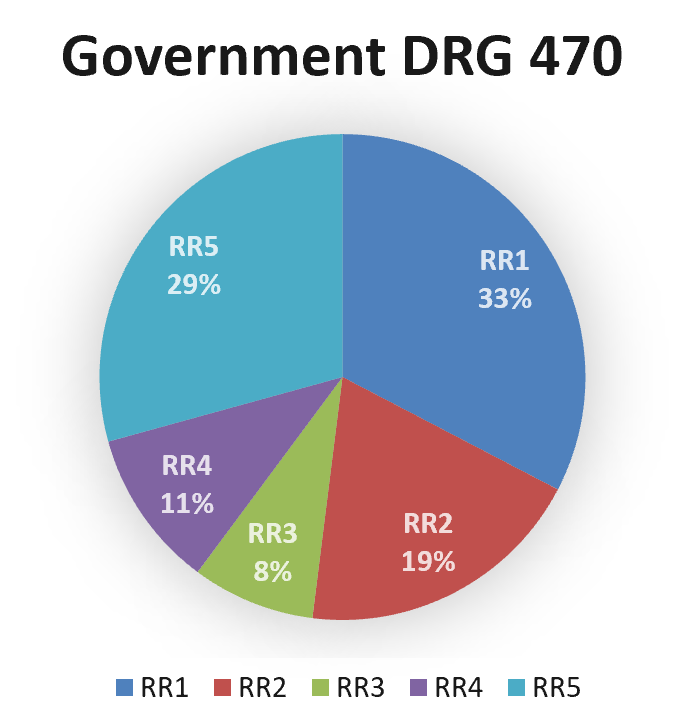 Government DRG 470
RR5
29%
RR1
33%
RR4
11%
RR3
8%
RR2
19%
RR1 RR2 RR3 RR4 RR5